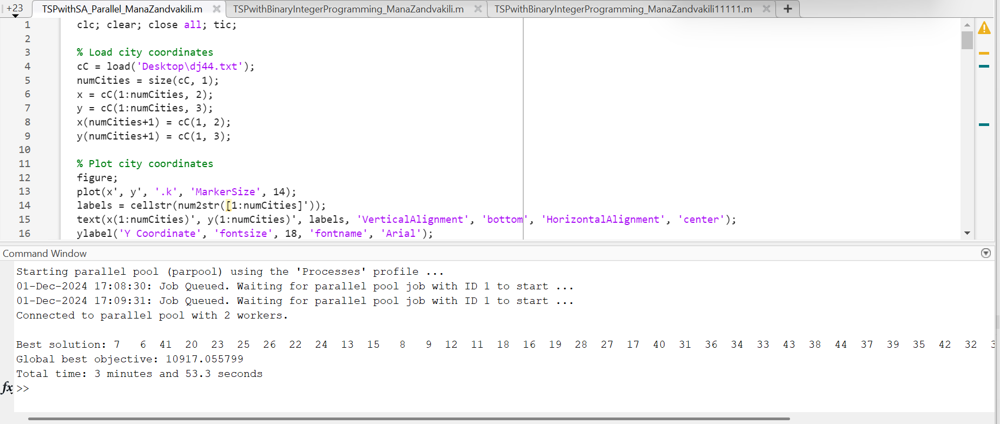 +23 TSPwithSA_Parallel_ManaZandvakili.m TSPwithBinaryIntegerProgramming_ManaZandvakili.m TSPwithBinaryIntegerProgramming_ManaZandvakili11111.m +
1 clc; clear; close all; tic;
2
3 % Load city coordinates
4 cC = load('Desktop\dj44.txt');
5 numCities = size(cC, 1);
6 x = cC(1:numCities, 2);
7 y = cC(1:numCities, 3);
8 x(numCities+1) = cC(1, 2);
9 y(numCities+1) = cC(1, 3);
10
11 % Plot city coordinates
12 figure;
13 plot(x', y', '.k', 'MarkerSize', 14);
14 labels = cellstr(num2str([1:numCities]'));
15 text(x(1:numCities)', y(1:numCities)', labels, 'VerticalAlignment', 'bottom', 'HorizontalAlignment', 'center');
16 ylabel('Y Coordinate', 'fontsize', 18, 'fontname', 'Arial');
Command Window
Starting parallel pool (parpool) using the 'Processes' profile ...
01-Dec-2024 17:08:30: Job Queued. Waiting for parallel pool job with ID 1 to start ...
01-Dec-2024 17:09:31: Job Queued. Waiting for parallel pool job with ID 1 to start ...
Connected to parallel pool with 2 workers.
Best solution: 7 6 41 20 23 25 26 22 24 13 15 8 9 12 11 18 16 19 28 27 17 40 31 36 34 33 43 38 44 37 39 35 42 32
Global best objective: 10917.055799
Total time: 3 minutes and 53.3 seconds
fx >>